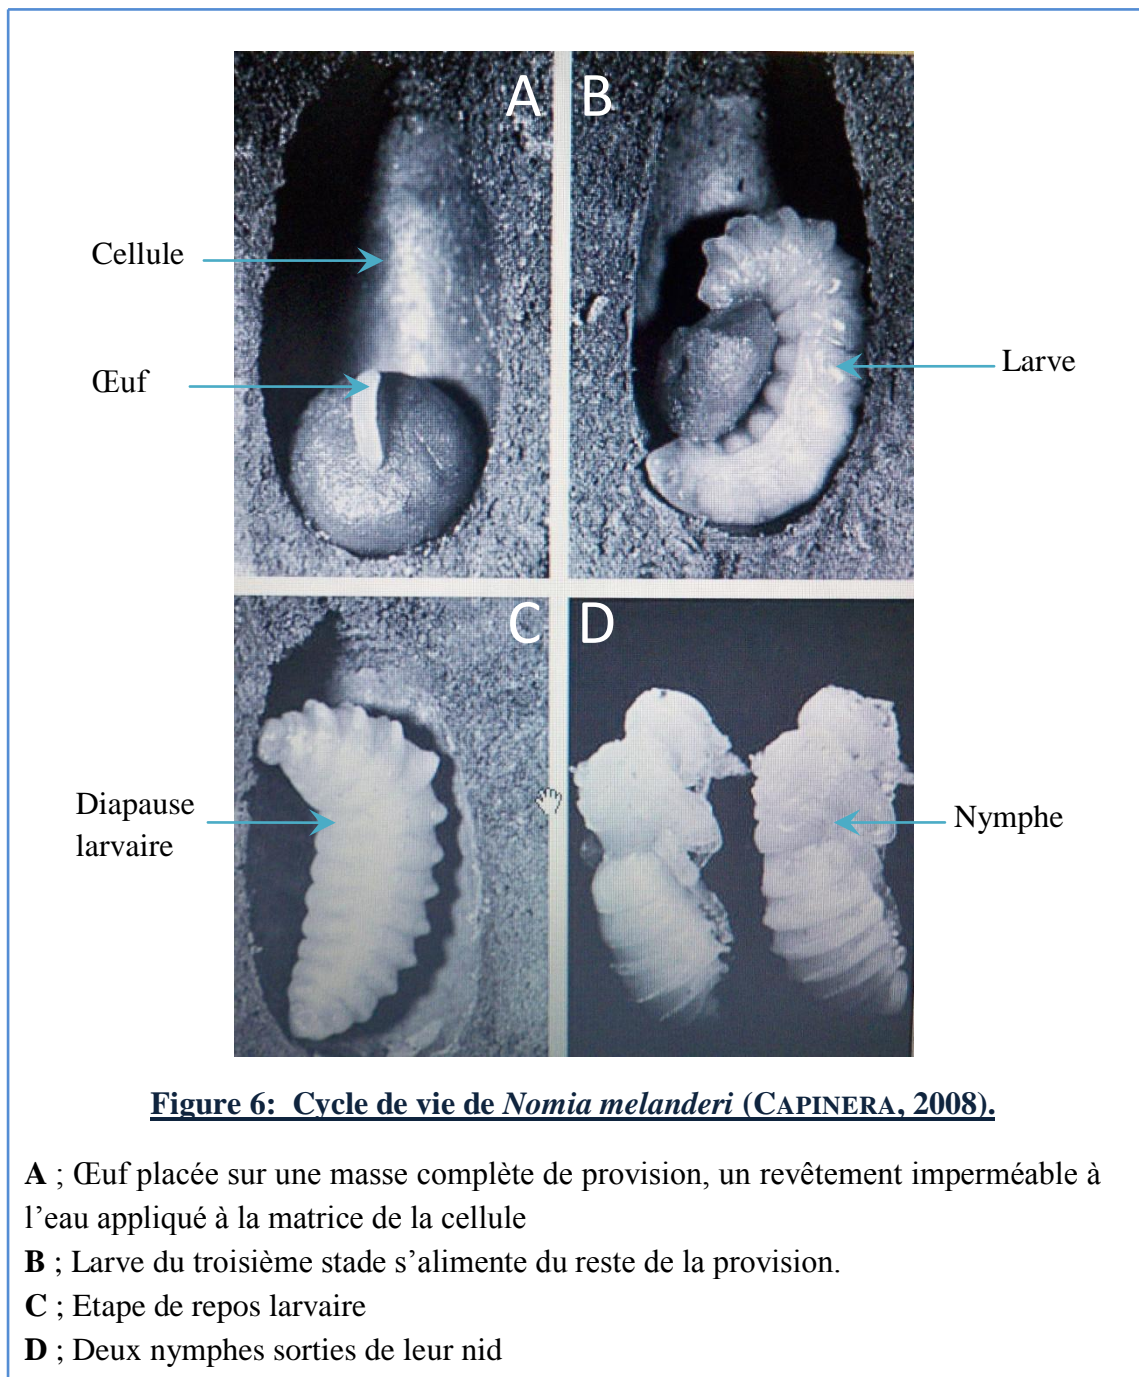 A
B
Cellule
Œuf
Larve
C
D
Diapause
larvaire
Nymphe
Figure 6: Cycle de vie de Nomia melanderi (CAPINERA, 2008).
A ; Œuf placée sur une masse complète de provision, un revêtement imperméable à
l’eau appliqué à la matrice de la cellule
B ; Larve du troisième stade s’alimente du reste de la provision.
C ; Etape de repos larvaire
D ; Deux nymphes sorties de leur nid